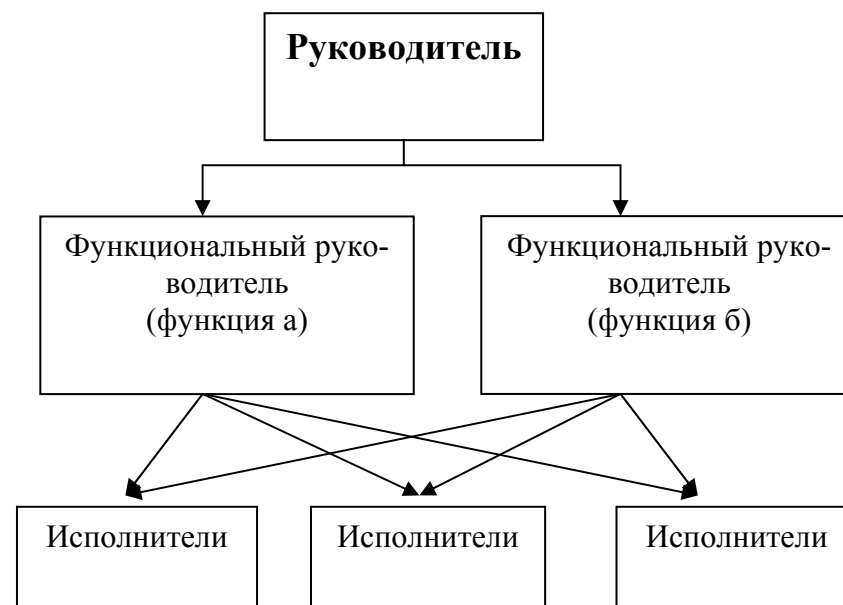 Руководитель
Функциональный руко-
водитель
(функция а)
Функциональный руко-
водитель
(функция б)
Исполнители
Исполнители
Исполнители